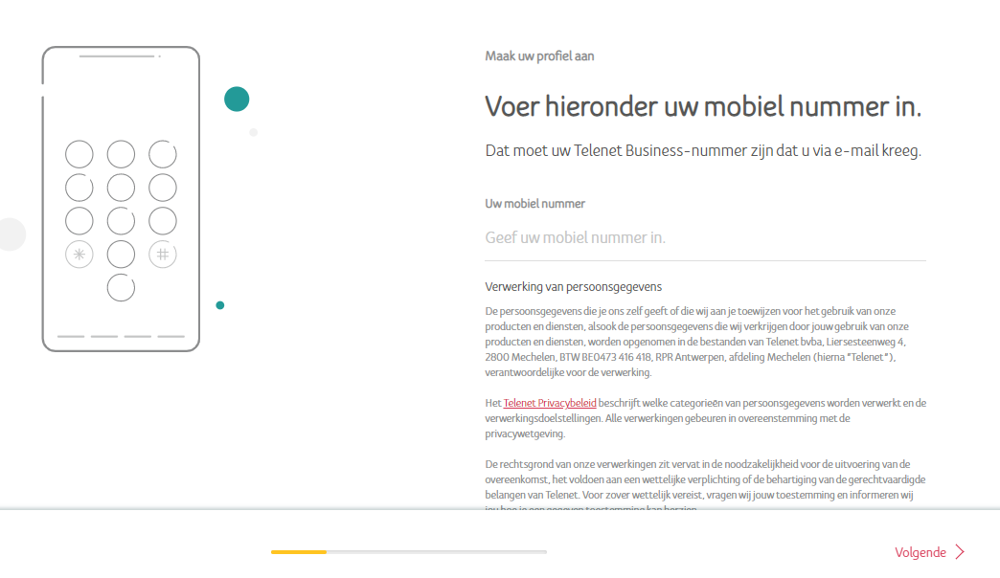 Maak uw profiel aan
Voer hieronder uw mobiel nummer in.
Dat moet uw Telenet Business-nummer zijn dat u via e-mail kreeg.
Uw mobiel nummer
Geef uw mobiel nummer in.
Verwerking van persoonsgegevens
De persoonsgegevens die je ons zelf geeft of die wij aan je toewijzen voor het gebruik van onze
producten en diensten, alsook de persoonsgegevens die wij verkrijgen door jouw gebruik van onze
producten en diensten, worden opgenomen in de bestanden van Telenet bvba, Liersesteenweg 4,
2800 Mechelen, BTW BE0473 416 418, RPR Antwerpen, afdeling Mechelen (hierna "Telenet"),
verantwoordelijke voor de verwerking.
Het Telenet Privacybeleid beschrijft welke categorieën van persoonsgegevens worden verwerkt en de
verwerkingsdoelstellingen. Alle verwerkingen gebeuren in overeenstemming met de
privacywetgeving.
De rechtsgrond van onze verwerkingen zit vervat in de noodzakelijkheid voor de uitvoering van de
overeenkomst, het voldoen aan een wettelijke verplichting of de behartiging van de gerechtvaardigde
belangen van Telenet. Voor zover wettelijk vereist, vragen wij jouw toestemming en informeren wij
Volgende